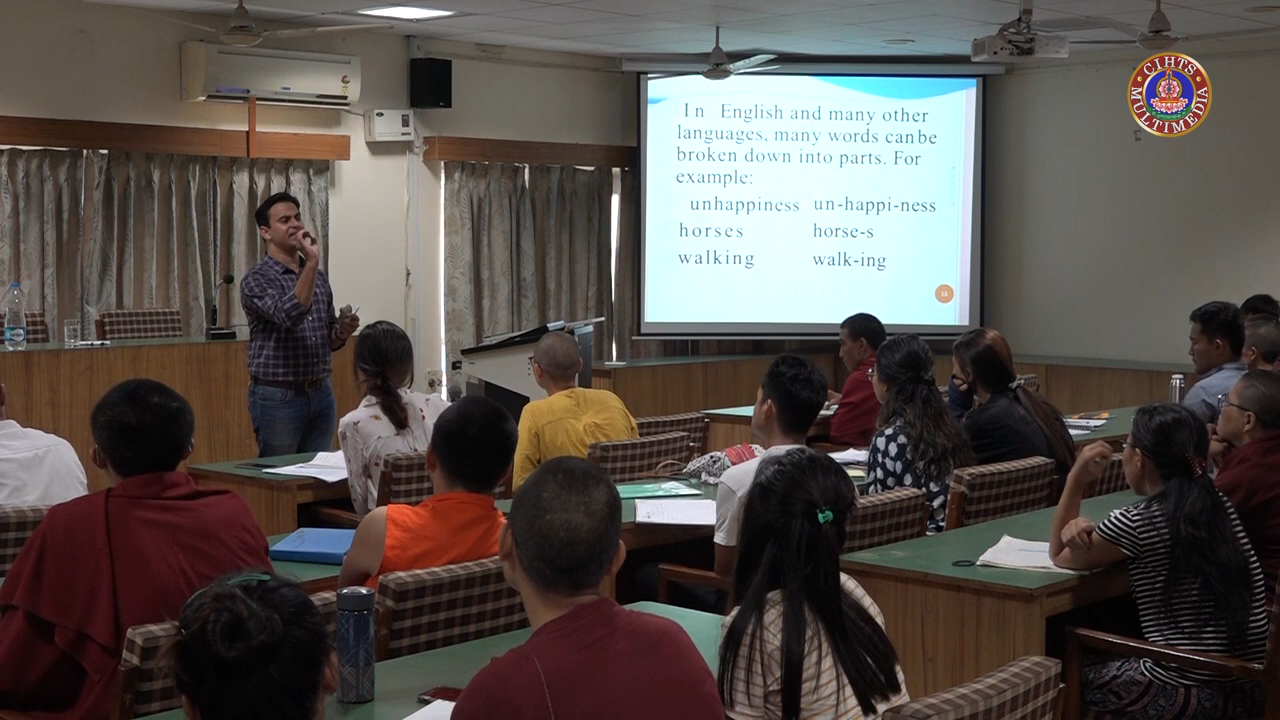 CIHTS
MULTIMEDIA
In English and many other
languages, many words can be
broken down into parts. For
example:
unhappiness un-happi-ness
horses horse-s
walking walk-ing
18